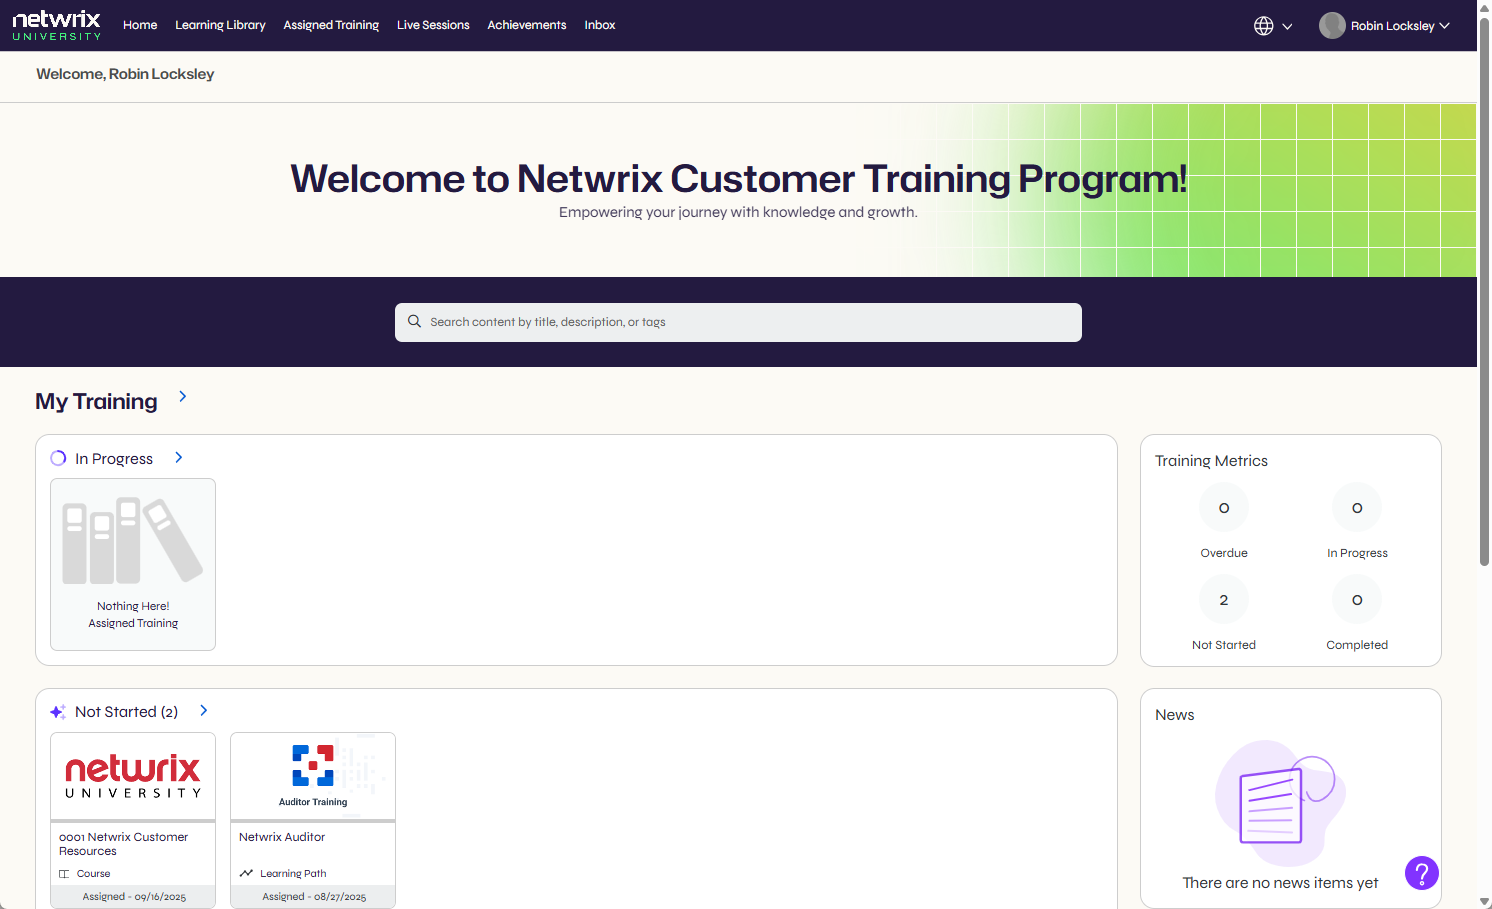 netwrix
UNIVERSITY
Home
Learning Library
Assigned Training
Live Sessions
Achievements
Inbox
Robin Locksley
Welcome, Robin Locksley
Welcome to Netwrix Customer Training Program!
Empowering your journey with knowledge and growth.
Search content by title, description, or tags
My Training
In Progress
Nothing Here!
Assigned Training
Training Metrics
0
0
Overdue
In Progress
2
0
Not Started
Completed
Not Started (2)
netwrix
UNIVERSITY
0001 Netwrix Customer
Resources
Course
Assigned - 09/16/2025
Auditor Training
Netwrix Auditor
Learning Path
Assigned - 08/27/2025
News
There are no news items yet
?